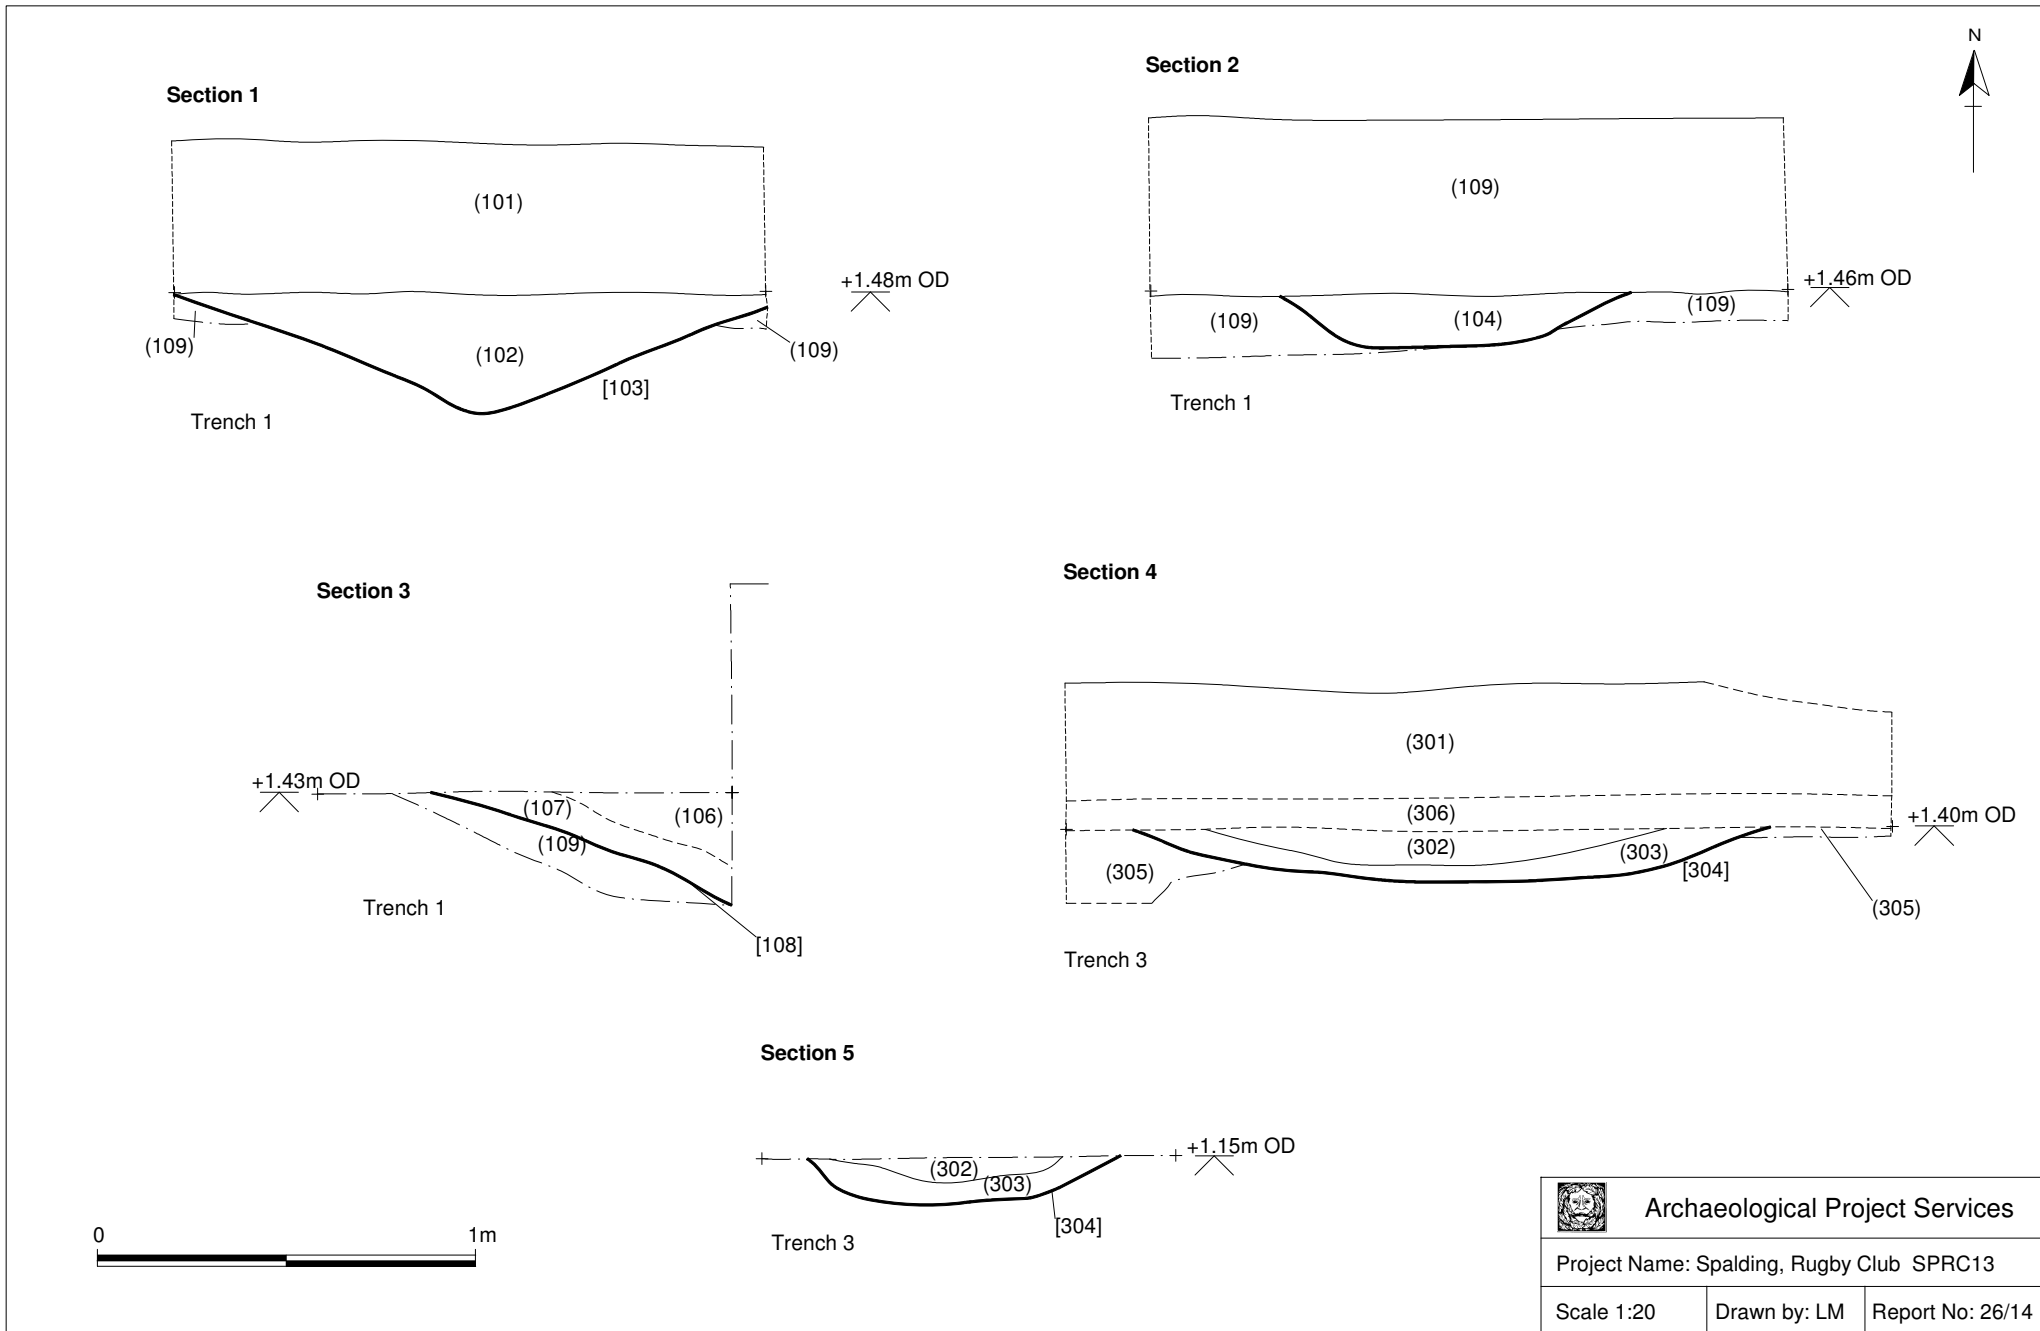 N
Section 1
(101)
+1.48m OD
(109)
(102)
(109)
[103]
Trench 1
Section 2
(109)
+1.46m OD
(109)
(104)
(109)
Trench 1
Section 3
+1.43m OD
(107)
(106)
(109)
Trench 1
[108]
Section 4
(301)
(306)
+1.40m OD
(302)
(303)
(305)
[304]
(305)
Trench 3
Section 5
+1.15m OD
(302)
(303)
[304]
Trench 3
0 1m
Archaeological Project Services
Project Name: Spalding, Rugby Club SPRC13
Scale 1:20 Drawn by: LM Report No: 26/14